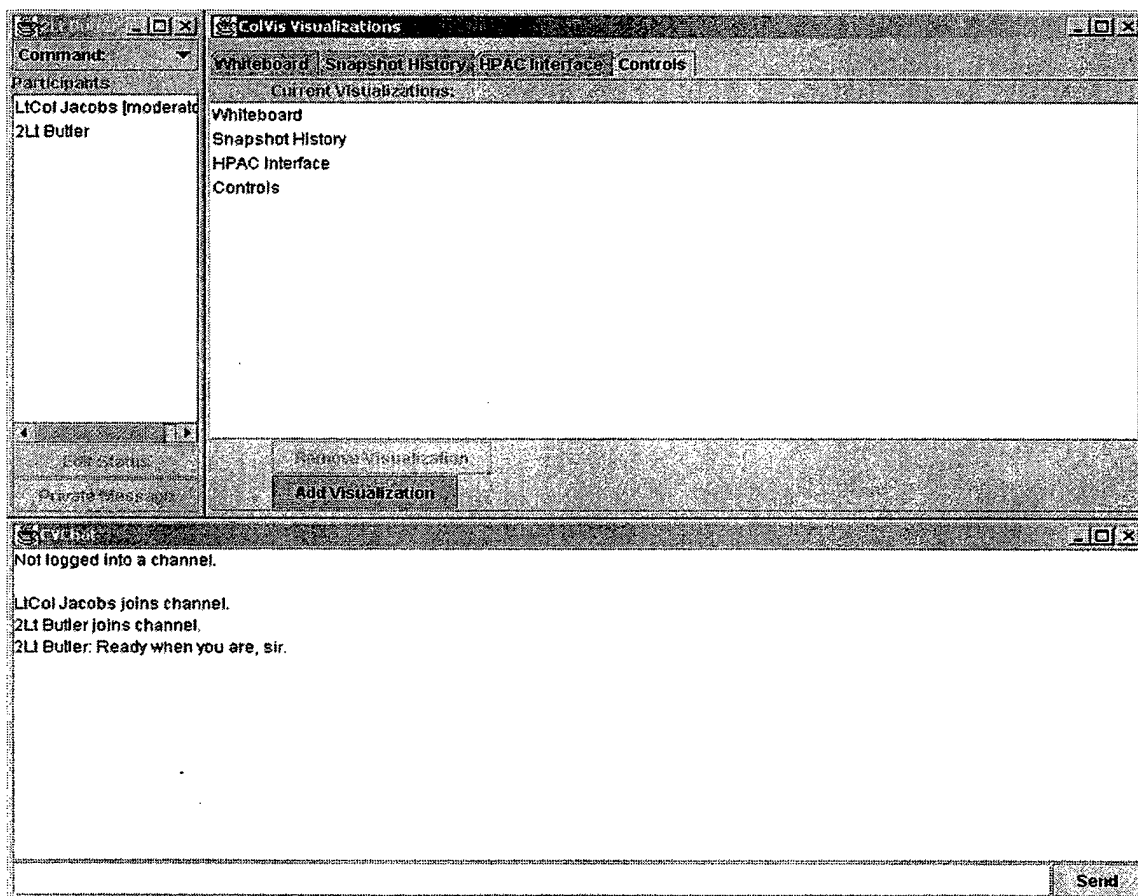 Command:
Participants:
LtCol Jacobs [moderato
2Lt Butler
Edit Status
Private Message
ColVis Visualizations
Whiteboard Snapshot History HPAC Interface Controls
Current Visualizations:
Whiteboard
Snapshot History
HPAC Interface
Controls
Remove Visualization
Add Visualization
Not logged into a channel.
LtCol Jacobs joins channel.
2Lt Butler joins channel.
2Lt Butler: Ready when you are, sir.
Send